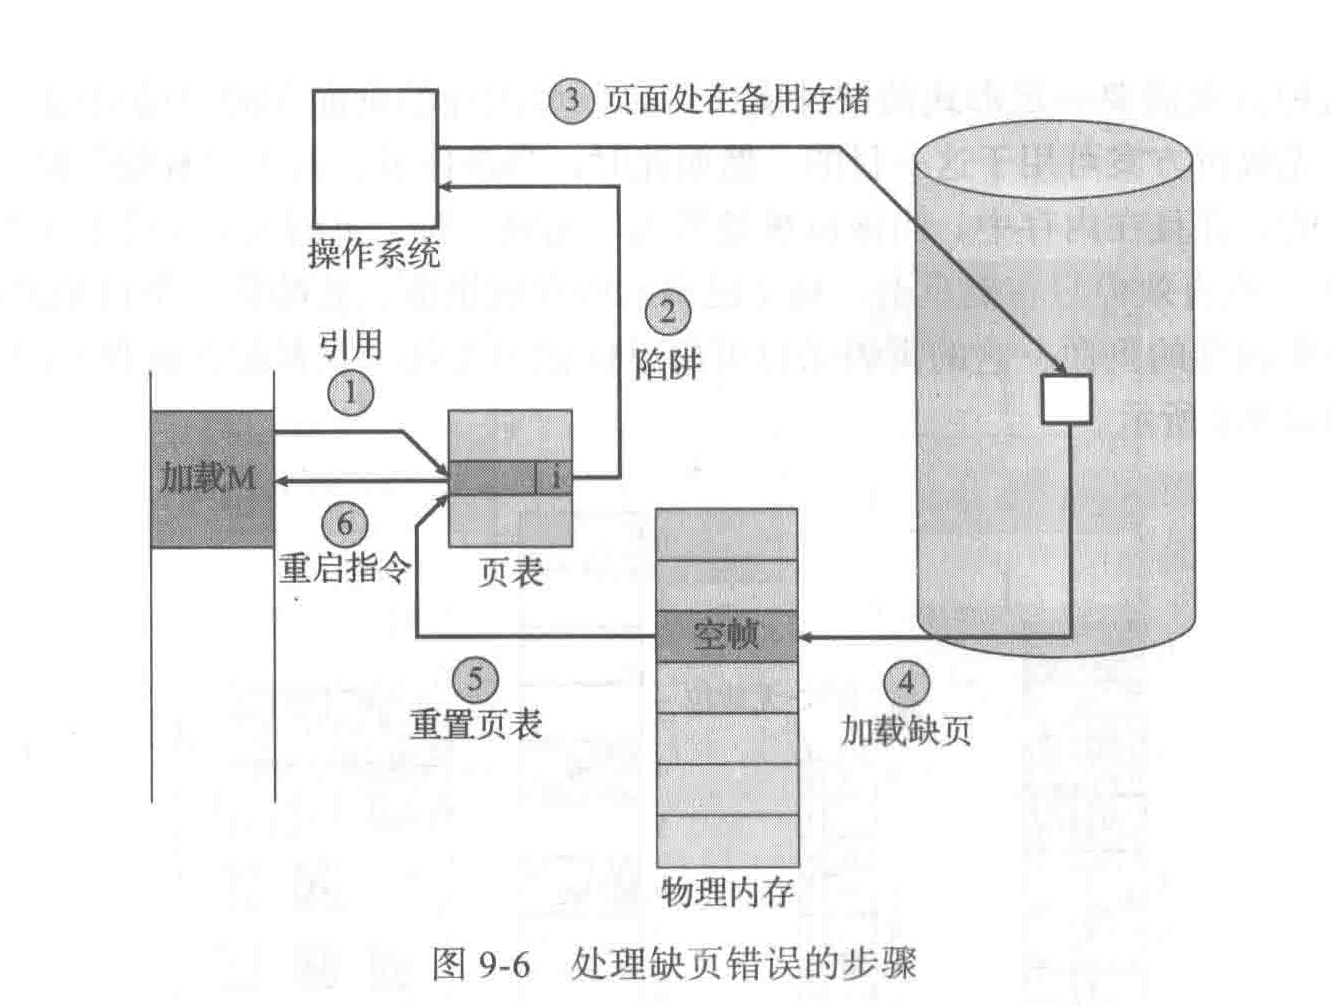 ③ 页面处在备用存储
操作系统
② 
陷阱
引用
①
加载M
i
⑥
重启指令
页表
空帧
⑤
重置页表
④
加载缺页
物理内存
图 9-6 处理缺页错误的步骤